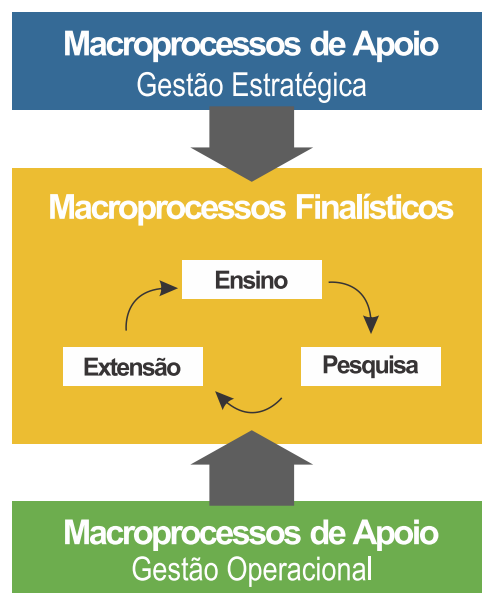 Macroprocessos de Apoio
Gestão Estratégica
Macroprocessos Finalísticos
Ensino
Extensão
Pesquisa
Macroprocessos de Apoio
Gestão Operacional